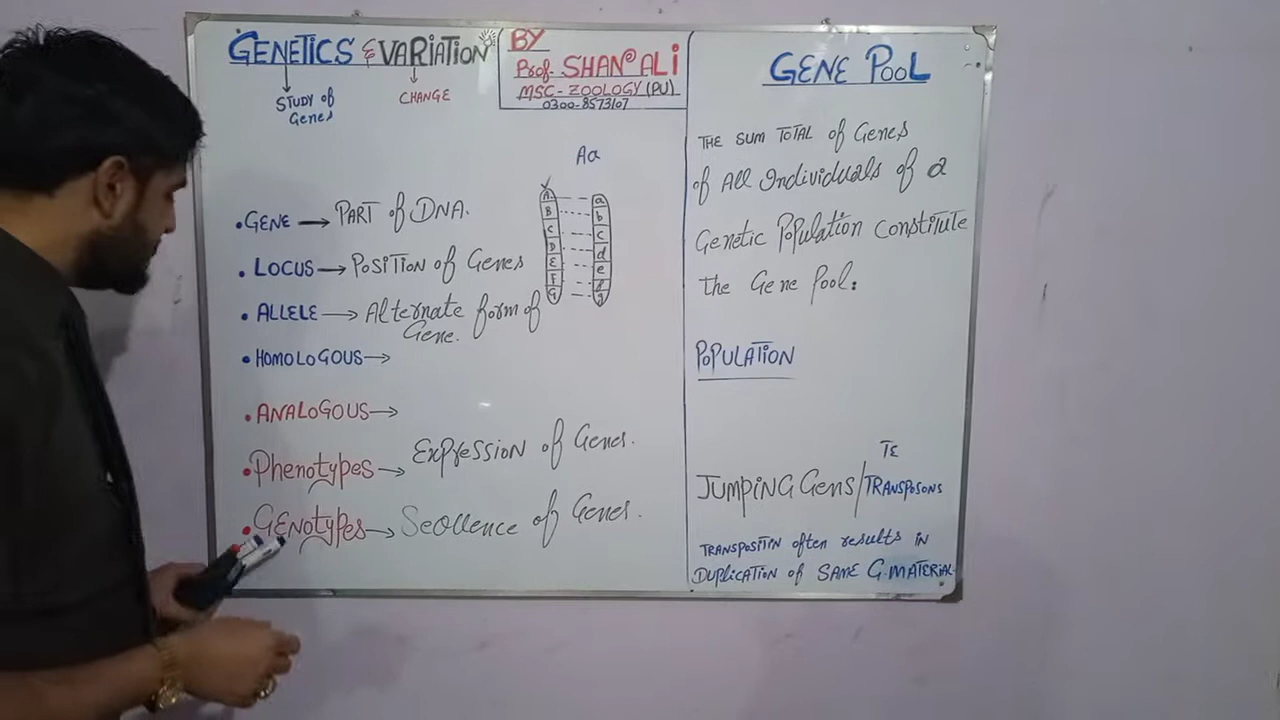 GENETICS & VARIATION
STUDY of
Genes
CHANGE
BY
Prof. SHAN ALI
MSC-ZOOLOGY (PU)
0300-8573107
Aa
A a
B b
C c
D d
E e
F f
G g
• GENE → PART of DNA.
• LOCUS → POSITION of Genes
• ALLELE → Alternate form of
Gene.
• HOMOLOGOUS →
• ANALOGOUS →
• Phenotypes → Expression of Genes.
• GENOtypes → Seqllence of Genes.
GENE POOL
THE SUM TOTAL of Genes
of All Individuals of a
Genetic Population constitute
the Gene Pool.
POPULATION
TE
JUMPING Gens/TRANSPOSONS
TRANSPOSITIN often results in
DUPLICATION of SAME G.MATERIAL